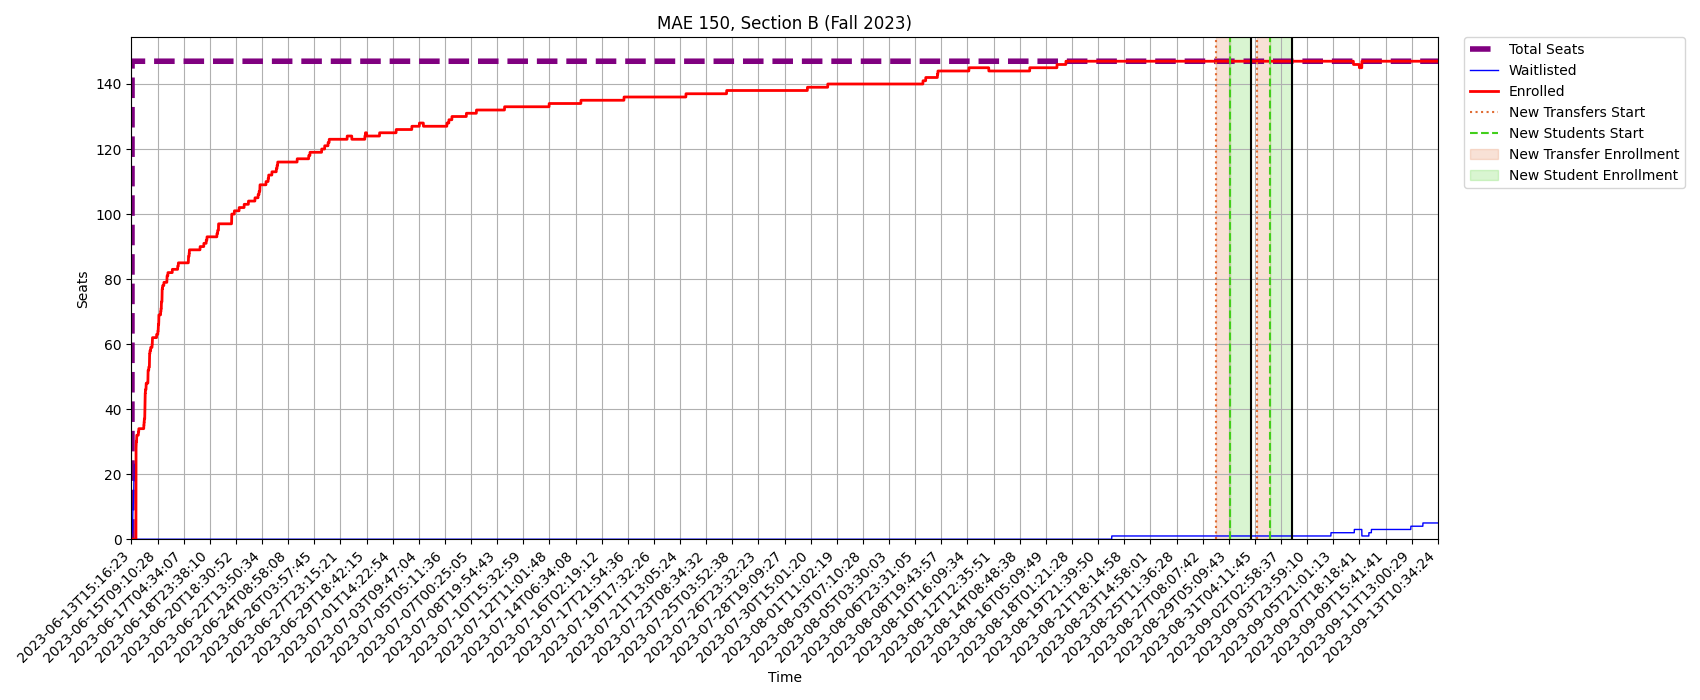 MAE 150, Section B (Fall 2023)
Total Seats
Waitlisted
Enrolled
New Transfers Start
New Students Start
New Transfer Enrollment
New Student Enrollment
Seats
140
120
100
80
60
40
20
0
2023-06-13T15:16:23
2023-06-15T09:10:28
2023-06-17T04:34:07
2023-06-18T23:38:10
2023-06-20T18:30:52
2023-06-22T13:50:34
2023-06-24T08:58:08
2023-06-26T03:57:45
2023-06-27T23:15:21
2023-06-29T18:42:15
2023-07-01T14:22:54
2023-07-03T09:47:04
2023-07-05T05:11:36
2023-07-07T00:25:05
2023-07-08T19:54:43
2023-07-10T15:32:59
2023-07-12T11:01:48
2023-07-14T06:34:08
2023-07-16T02:19:12
2023-07-17T21:54:36
2023-07-19T17:32:26
2023-07-21T13:05:24
2023-07-23T08:34:32
2023-07-25T03:52:38
2023-07-26T23:32:23
2023-07-28T19:09:27
2023-07-30T15:01:20
2023-08-01T11:02:19
2023-08-03T07:10:28
2023-08-05T03:30:03
2023-08-06T23:31:05
2023-08-08T19:43:57
2023-08-10T16:09:34
2023-08-12T12:35:51
2023-08-14T08:48:38
2023-08-16T05:09:49
2023-08-18T01:21:28
2023-08-19T21:39:50
2023-08-21T18:14:58
2023-08-23T14:58:01
2023-08-25T11:36:28
2023-08-27T08:07:42
2023-08-29T05:09:43
2023-08-31T04:11:45
2023-09-02T02:58:37
2023-09-03T23:59:10
2023-09-05T21:01:13
2023-09-07T18:18:41
2023-09-09T15:41:41
2023-09-11T13:00:29
2023-09-13T10:34:24
Time